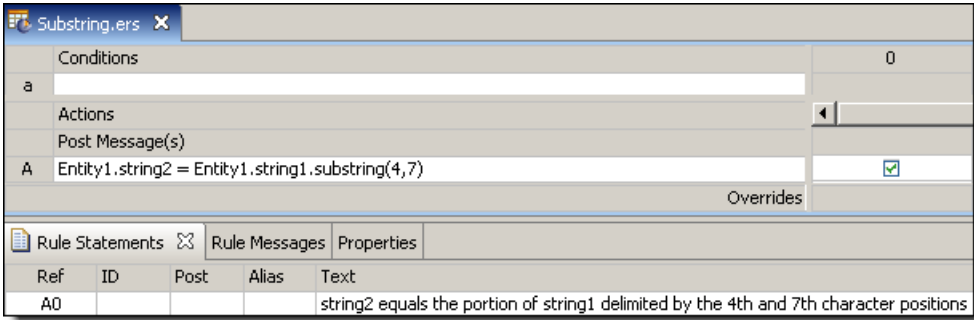 Substring.ers
Conditions 0
a
Actions
Post Message(s)
A Entity1.string2 = Entity1.string1.substring(4,7)
Overrides
Rule Statements Rule Messages Properties
Ref ID Post Alias Text
A0 string2 equals the portion of string1 delimited by the 4th and 7th character positions